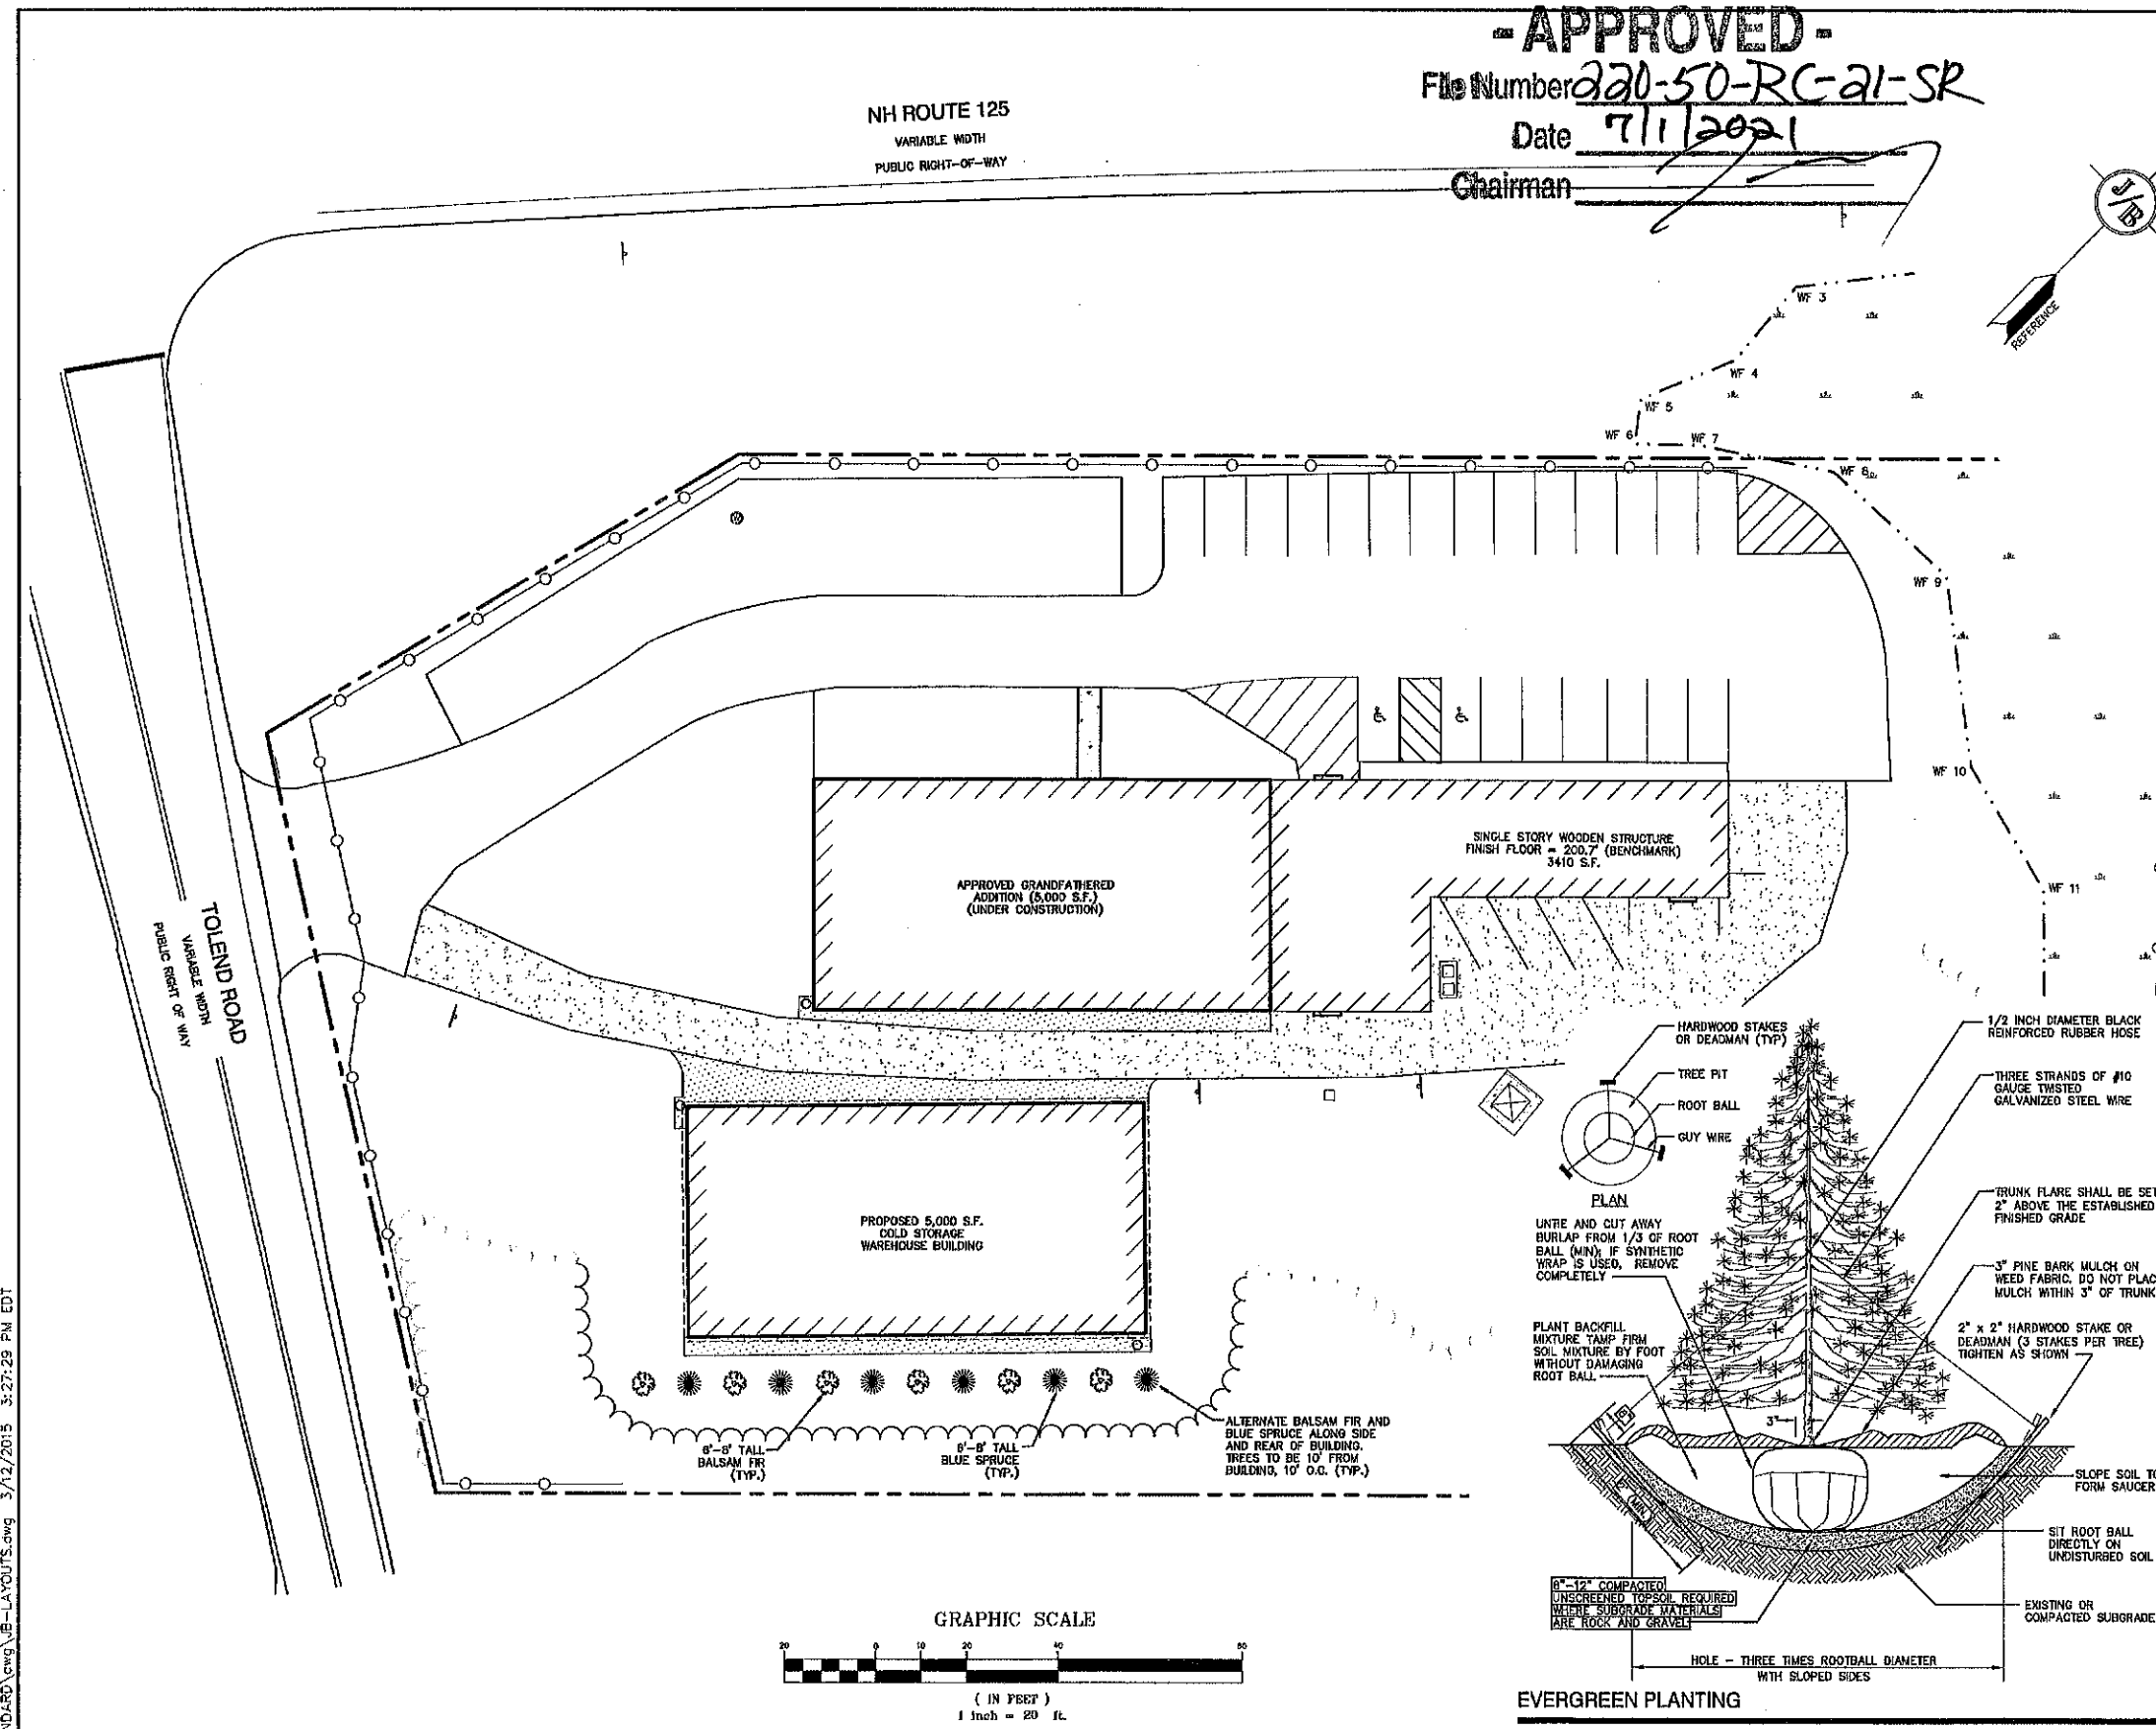 -APPROVED-
File Number 220-50-RC-21-SR
Date 7/1/2021
Chairman
NH ROUTE 125
VARIABLE WIDTH
PUBLIC RIGHT-OF-WAY
J/B
REFERENCE
WF 3
WF 4
WF 5
WF 6
WF 7
WF 8
WF 9
WF 10
WF 11
TOLEND ROAD
VARIABLE WIDTH
PUBLIC RIGHT OF WAY
SINGLE STORY WOODEN STRUCTURE
FINISH FLOOR = 200.7' (BENCHMARK)
3410 S.F.
APPROVED GRANDFATHERED
ADDITION (5,000 S.F.)
(UNDER CONSTRUCTION)
PROPOSED 5,000 S.F.
COLD STORAGE
WAREHOUSE BUILDING
6'-8' TALL
BALSAM FIR
(TYP.)
6'-8' TALL
BLUE SPRUCE
(TYP.)
ALTERNATE BALSAM FIR AND
BLUE SPRUCE ALONG SIDE
AND REAR OF BUILDING.
TREES TO BE 10' FROM
BUILDING, 10' O.C. (TYP.)
HARDWOOD STAKES
OR DEADMAN (TYP)
TREE PIT
ROOT BALL
GUY WIRE
PLAN
UNTIE AND CUT AWAY
BURLAP FROM 1/3 OF ROOT
BALL (MIN); IF SYNTHETIC
WRAP IS USED, REMOVE
COMPLETELY
PLANT BACKFILL
MIXTURE TAMP FIRM
SOIL MIXTURE BY FOOT
WITHOUT DAMAGING
ROOT BALL
1/2 INCH DIAMETER BLACK
REINFORCED RUBBER HOSE
THREE STRANDS OF #10
GAUGE TWISTED
GALVANIZED STEEL WIRE
TRUNK FLARE SHALL BE SET
2" ABOVE THE ESTABLISHED
FINISHED GRADE
3" PINE BARK MULCH ON
WEED FABRIC. DO NOT PLAC
MULCH WITHIN 3" OF TRUNK
2" x 2" HARDWOOD STAKE OR
DEADMAN (3 STAKES PER TREE)
TIGHTEN AS SHOWN
3"
(MIN)
SLOPE SOIL TO
FORM SAUCER
SIT ROOT BALL
DIRECTLY ON
UNDISTURBED SOIL
8"-12" COMPACTED
UNSCREENED TOPSOIL REQUIRED
WHERE SUBGRADE MATERIALS
ARE ROCK AND GRAVEL
EXISTING OR
COMPACTED SUBGRADE
HOLE - THREE TIMES ROOTBALL DIAMETER
WITH SLOPED SIDES
EVERGREEN PLANTING
GRAPHIC SCALE
20 0 10 20 40 80
( IN FEET )
1 inch = 20 ft.
NDARD\cwg\JB-LAYOUTS.dwg 3/12/2015 3:27:29 PM EDT